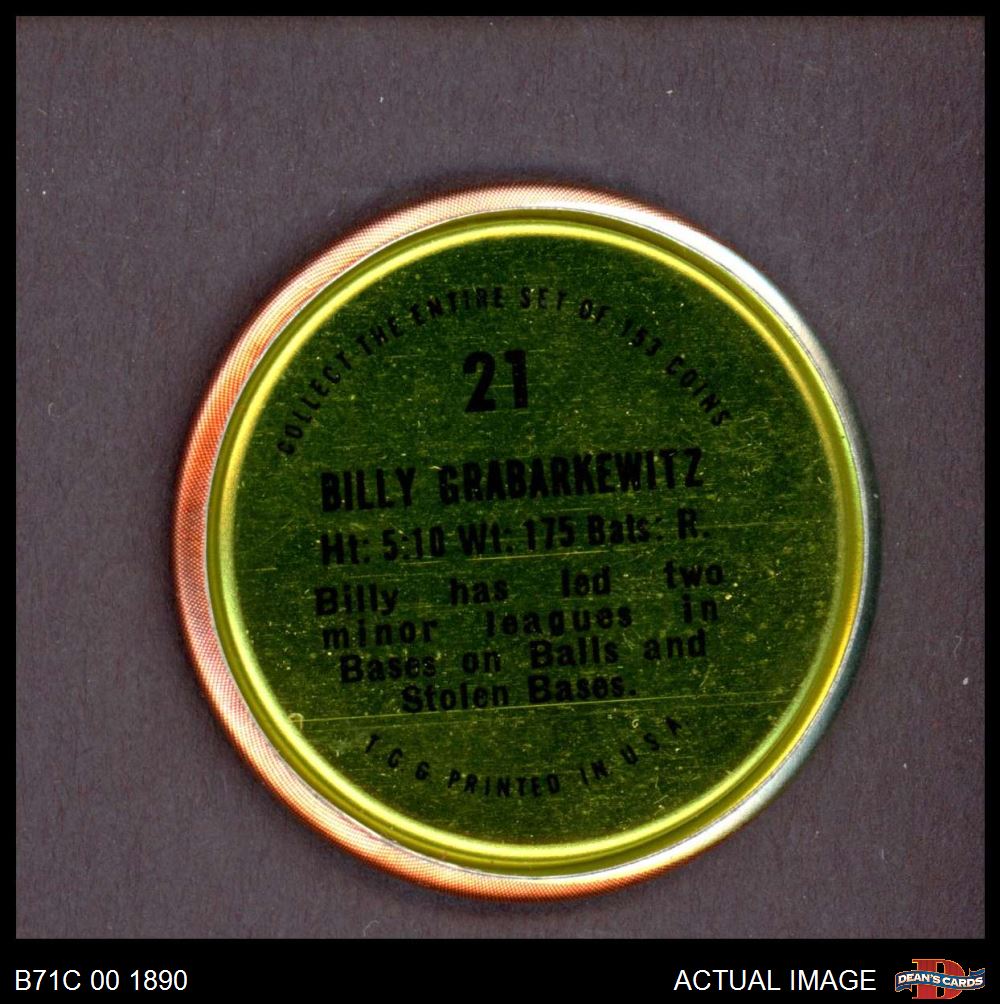 COLLECT THE ENTIRE SET OF 153 COINS
21
BILLY GRABARKEWITZ
Ht: 5:10 Wt: 175 Bats: R.
Billy has led two
minor leagues in
Bases on Balls and
Stolen Bases.
T. C. G. PRINTED IN U.S.A.
B71C 00 1890
ACTUAL IMAGE
DEAN'S CARDS